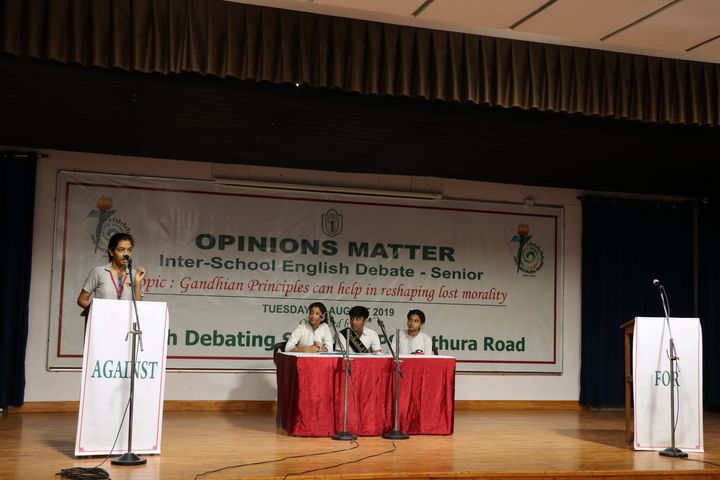 OPINIONS MATTER
Inter-School English Debate - Senior
Topic : Gandhian Principles can help in reshaping lost morality
TUESDAY 2019
Debating thura Road
AGAINST
FOR